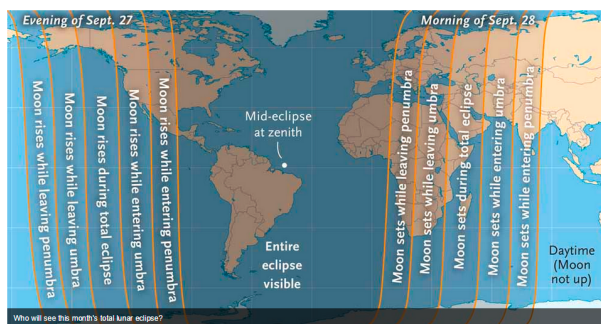 Evening of Sept. 27
Morning of Sept. 28
Moon rises while leaving penumbra
Moon rises while leaving umbra
Moon rises during total eclipse
Moon rises while entering umbra
Moon rises while entering penumbra
Mid-eclipse
at zenith
Entire
eclipse
visible
Moon sets while leaving penumbra
Moon sets while leaving umbra
Moon sets during total eclipse
Moon sets while entering umbra
Moon sets while entering penumbra
Daytime
(Moon
not up)
Who will see this month's total lunar eclipse?